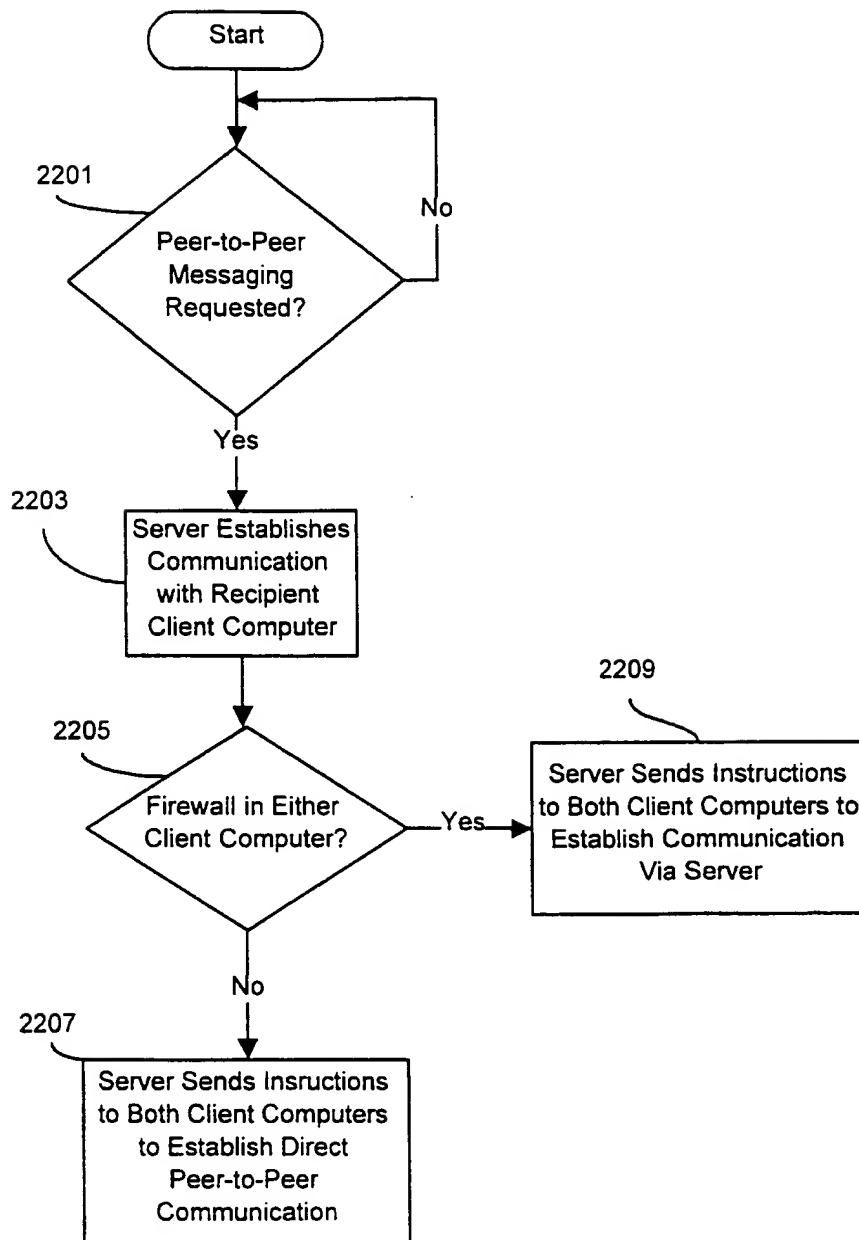 Start
2201
No
Peer-to-Peer
Messaging
Requested?
Yes
2203
Server Establishes
Communication
with Recipient
Client Computer
2209
2205
Server Sends Instructions
to Both Client Computers to
Establish Communication
Via Server
Firewall in Either
Client Computer?
Yes
No
2207
Server Sends Insructions
to Both Client Computers
to Establish Direct
Peer-to-Peer
Communication